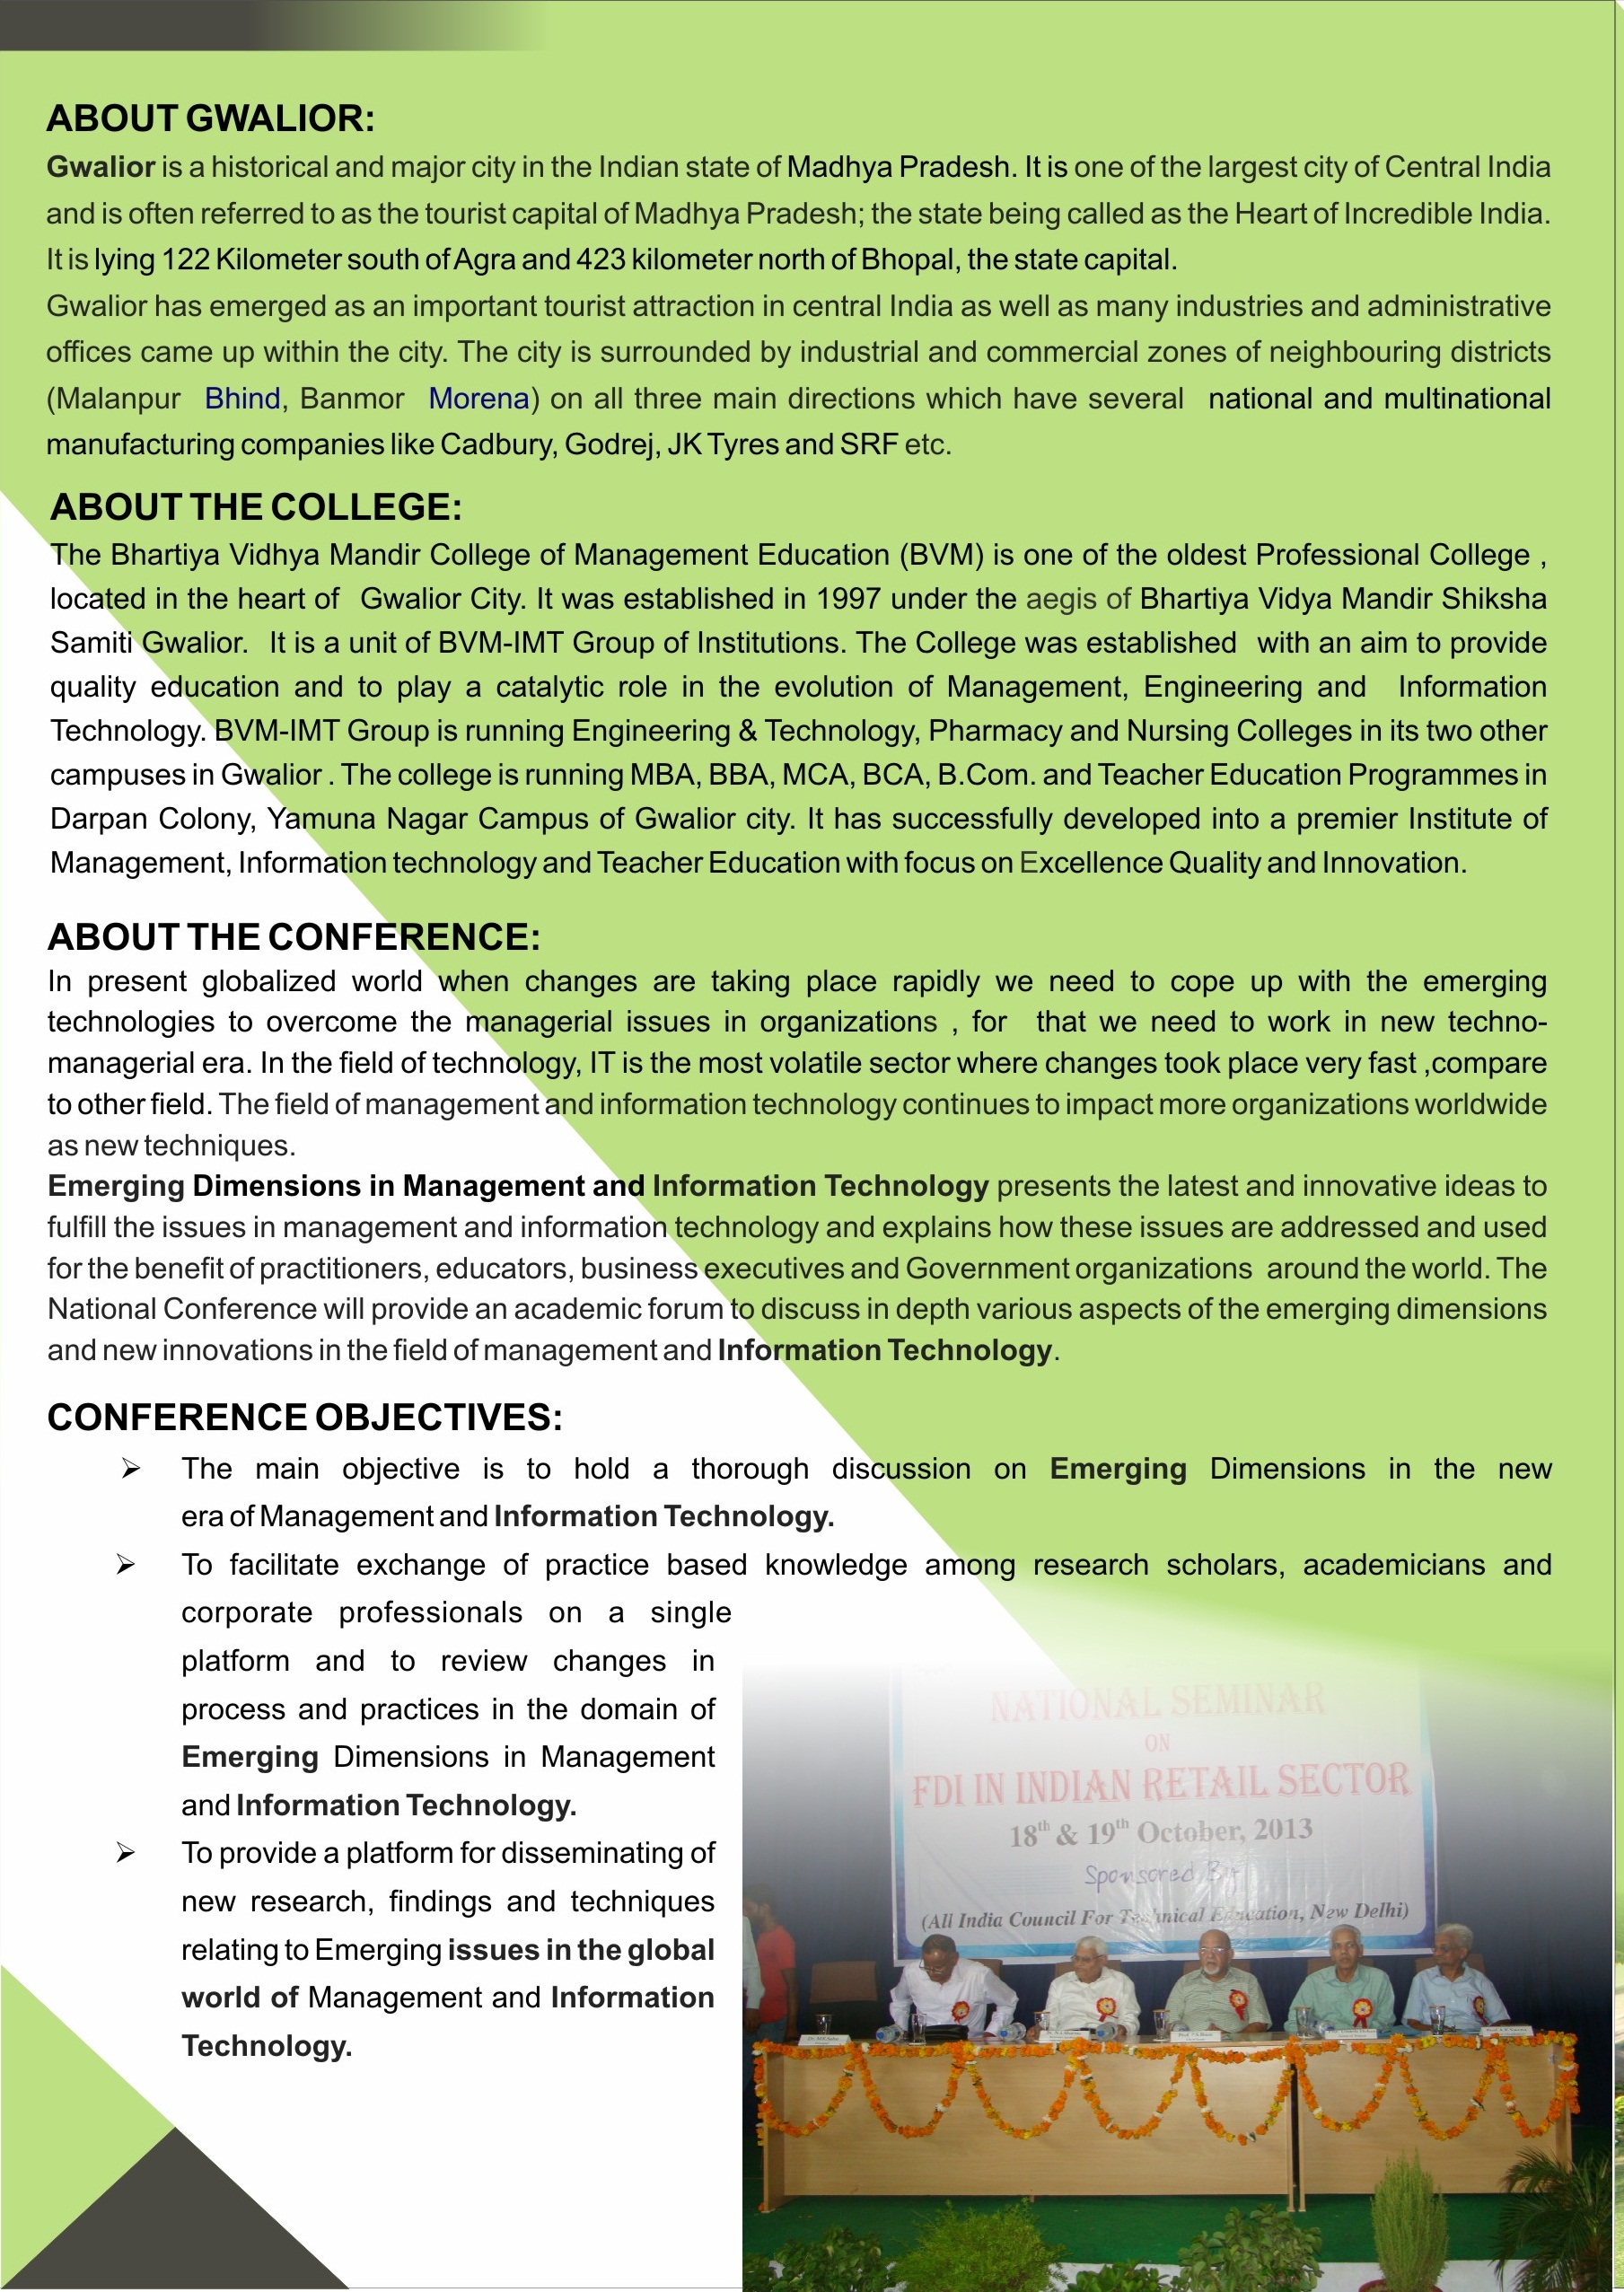 ABOUT GWALIOR:
Gwalior is a historical and major city in the Indian state of Madhya Pradesh. It is one of the largest city of Central India
and is often referred to as the tourist capital of Madhya Pradesh; the state being called as the Heart of Incredible India.
It is lying 122 Kilometer south of Agra and 423 kilometer north of Bhopal, the state capital.
Gwalior has emerged as an important tourist attraction in central India as well as many industries and administrative
offices came up within the city. The city is surrounded by industrial and commercial zones of neighbouring districts
(Malanpur Bhind, Banmor Morena) on all three main directions which have several national and multinational
manufacturing companies like Cadbury, Godrej, JK Tyres and SRF etc.
ABOUT THE COLLEGE:
The Bhartiya Vidhya Mandir College of Management Education (BVM) is one of the oldest Professional College ,
located in the heart of Gwalior City. It was established in 1997 under the aegis of Bhartiya Vidya Mandir Shiksha
Samiti Gwalior. It is a unit of BVM-IMT Group of Institutions. The College was established with an aim to provide
quality education and to play a catalytic role in the evolution of Management, Engineering and Information
Technology. BVM-IMT Group is running Engineering & Technology, Pharmacy and Nursing Colleges in its two other
campuses in Gwalior . The college is running MBA, BBA, MCA, BCA, B.Com. and Teacher Education Programmes in
Darpan Colony, Yamuna Nagar Campus of Gwalior city. It has successfully developed into a premier Institute of
Management, Information technology and Teacher Education with focus on Excellence Quality and Innovation.
ABOUT THE CONFERENCE:
In present globalized world when changes are taking place rapidly we need to cope up with the emerging
technologies to overcome the managerial issues in organizations , for that we need to work in new techno-
managerial era. In the field of technology, IT is the most volatile sector where changes took place very fast ,compare
to other field. The field of management and information technology continues to impact more organizations worldwide
as new techniques.
Emerging Dimensions in Management and Information Technology presents the latest and innovative ideas to
fulfill the issues in management and information technology and explains how these issues are addressed and used
for the benefit of practitioners, educators, business executives and Government organizations around the world. The
National Conference will provide an academic forum to discuss in depth various aspects of the emerging dimensions
and new innovations in the field of management and Information Technology.
CONFERENCE OBJECTIVES:
➢ The main objective is to hold a thorough discussion on Emerging Dimensions in the new
era of Management and Information Technology.
➢ To facilitate exchange of practice based knowledge among research scholars, academicians and
corporate professionals on a single
platform and to review changes in
process and practices in the domain of
Emerging Dimensions in Management
and Information Technology.
➢ To provide a platform for disseminating of
new research, findings and techniques
relating to Emerging issues in the global
world of Management and Information
Technology.
NATIONAL SEMINAR
ON
FDI IN INDIAN RETAIL SECTOR
18th & 19th October, 2013
Sponsored By
(All India Council For Technical Education, New Delhi)